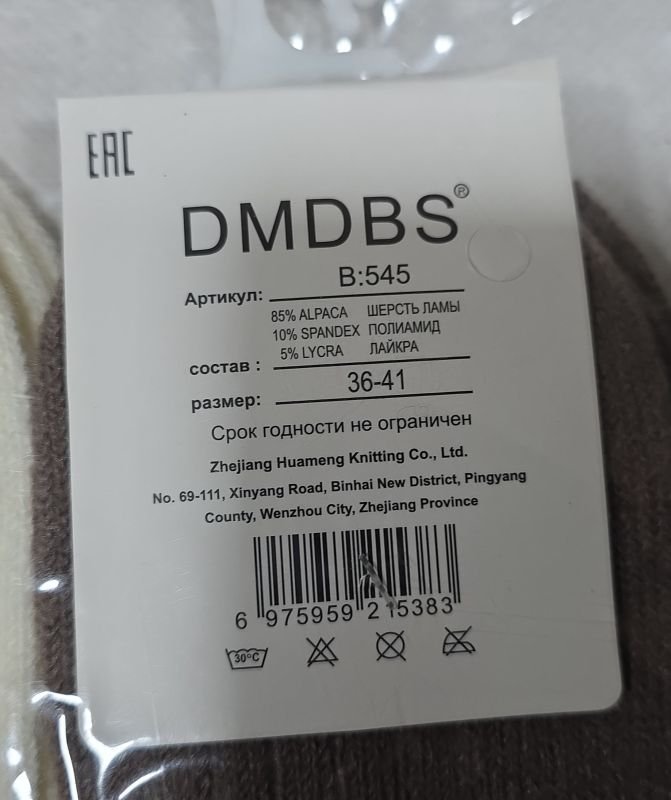 EAC
DMDBS®
Артикул: B:545
85% ALPACA ШЕРСТЬ ЛАМЫ
10% SPANDEX ПОЛИАМИД
5% LYCRA ЛАЙКРА
состав :
размер: 36-41
Срок годности не ограничен
Zhejiang Huameng Knitting Co., Ltd.
No. 69-111, Xinyang Road, Binhai New District, Pingyang
County, Wenzhou City, Zhejiang Province
6 975959 215383
30°C